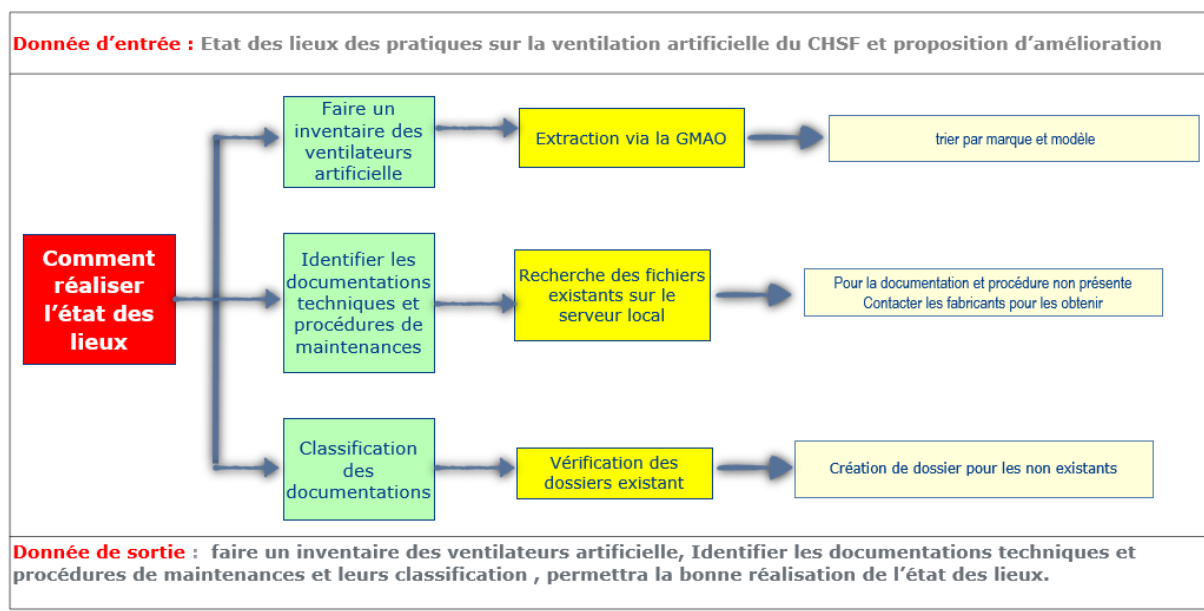 Donnée d'entrée : Etat des lieux des pratiques sur la ventilation artificielle du CHSF et proposition d'amélioration
Faire un
inventaire des
ventilateurs
artificielle
Extraction via la GMAO
trier par marque et modèle
Comment
réaliser
l'état des
lieux
Identifier les
documentations
techniques et
procédures de
maintenances
Recherche des fichiers
existants sur le
serveur local
Pour la documentation et procédure non présente
Contacter les fabricants pour les obtenir
Classification
des
documentations
Vérification des
dossiers existant
Création de dossier pour les non existants
Donnée de sortie : faire un inventaire des ventilateurs artificielle, Identifier les documentations techniques et
procédures de maintenances et leurs classification , permettra la bonne réalisation de l'état des lieux.